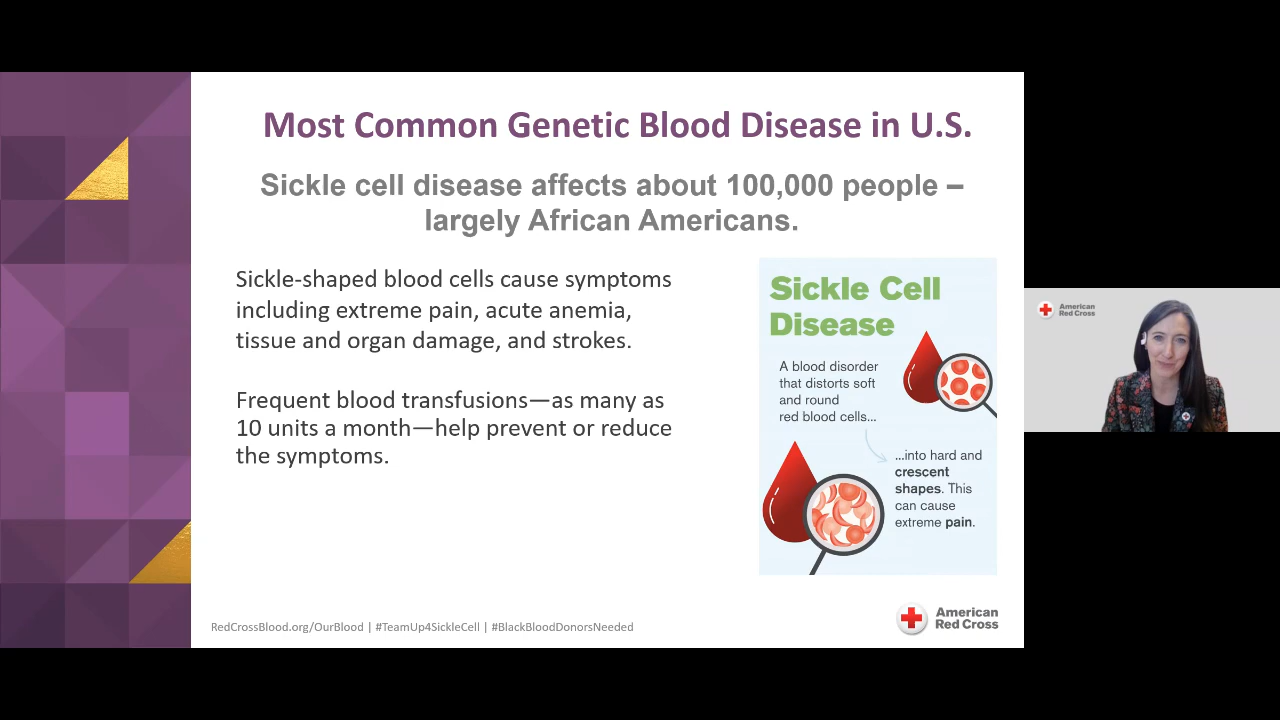 Most Common Genetic Blood Disease in U.S.
Sickle cell disease affects about 100,000 people –
largely African Americans.
Sickle-shaped blood cells cause symptoms
including extreme pain, acute anemia,
tissue and organ damage, and strokes.
Frequent blood transfusions—as many as
10 units a month—help prevent or reduce
the symptoms.
Sickle Cell
Disease
A blood disorder
that distorts soft
and round
red blood cells...
...into hard and
crescent
shapes. This
can cause
extreme pain.
RedCrossBlood.org/OurBlood | #TeamUp4SickleCell | #BlackBloodDonorsNeeded
American
Red Cross
American
Red Cross